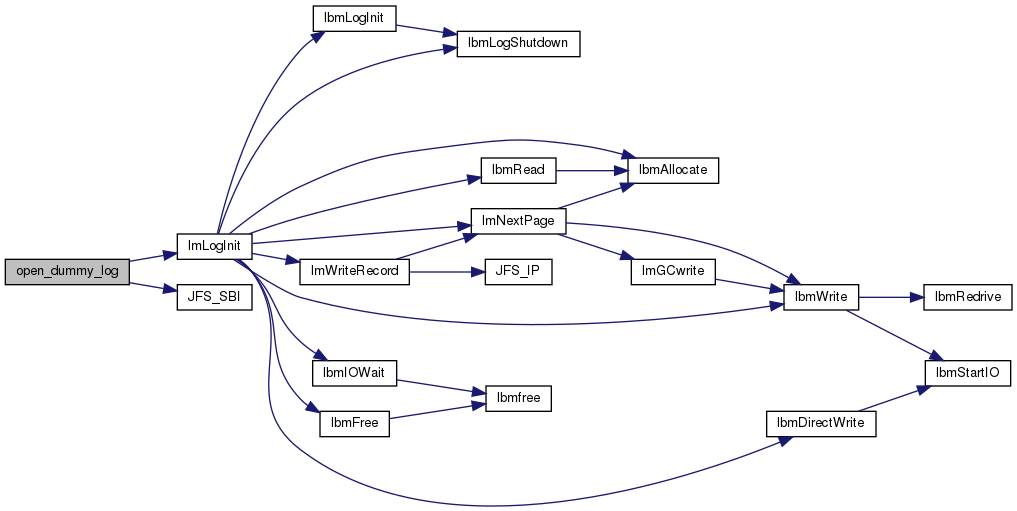 lbmLogInit
lbmLogShutdown
lbmRead
lbmAllocate
lmNextPage
lmLogInit
open_dummy_log
lmWriteRecord
JFS_IP
lmGCwrite
JFS_SBI
lbmWrite
lbmRedrive
lbmIOWait
lbmStartIO
lbmfree
lbmFree
lbmDirectWrite